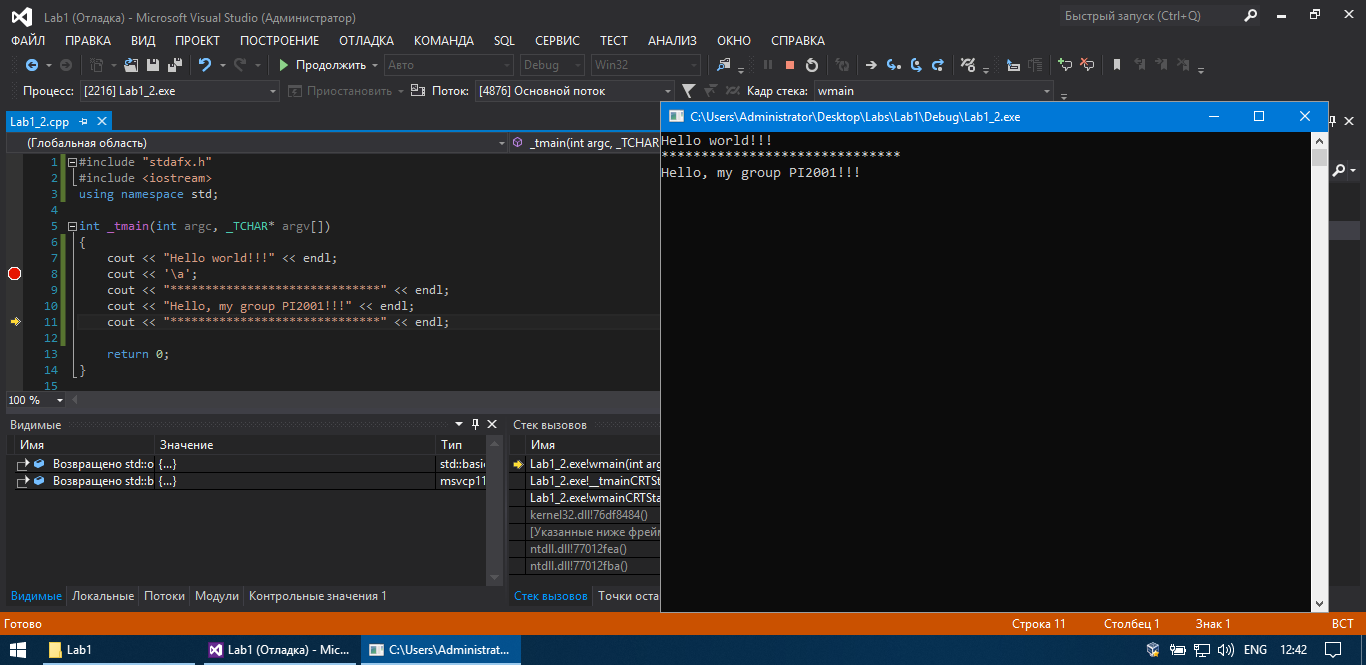 Lab1 (Отладка) - Microsoft Visual Studio (Администратор)
Быстрый запуск (Ctrl+Q)
ФАЙЛ ПРАВКА ВИД ПРОЕКТ ПОСТРОЕНИЕ ОТЛАДКА КОМАНДА SQL СЕРВИС ТЕСТ АНАЛИЗ ОКНО СПРАВКА
Продолжить Авто Debug Win32
Процесс: [2216] Lab1_2.exe Приостановить Поток: [4876] Основной поток Кадр стека: wmain
Lab1_2.cpp
(Глобальная область) _tmain(int argc, _TCHAR
1 #include "stdafx.h"
2 #include <iostream>
3 using namespace std;
4
5 int _tmain(int argc, _TCHAR* argv[])
6 {
7 cout << "Hello world!!!" << endl;
8 cout << '\a';
9 cout << "******************************" << endl;
10 cout << "Hello, my group PI2001!!!" << endl;
11 cout << "******************************" << endl;
12
13 return 0;
14 }
15
100 %
C:\Users\Administrator\Desktop\Labs\Lab1\Debug\Lab1_2.exe
Hello world!!!
******************************
Hello, my group PI2001!!!
Видимые
Имя Значение Тип
Возвращено std::o {...} std::basi
Возвращено std::b {...} msvcp11
Видимые Локальные Потоки Модули Контрольные значения 1
Стек вызовов
Имя
Lab1_2.exe!wmain(int arg
Lab1_2.exe!__tmainCRTSt
Lab1_2.exe!wmainCRTSta
kernel32.dll!76df8484()
[Указанные ниже фрейм
ntdll.dll!77012fea()
ntdll.dll!77012fba()
Стек вызовов Точки оста
Готово Строка 11 Столбец 1 Знак 1 ВСТ
Lab1 Lab1 (Отладка) - Mic... C:\Users\Administrat... ENG 12:42